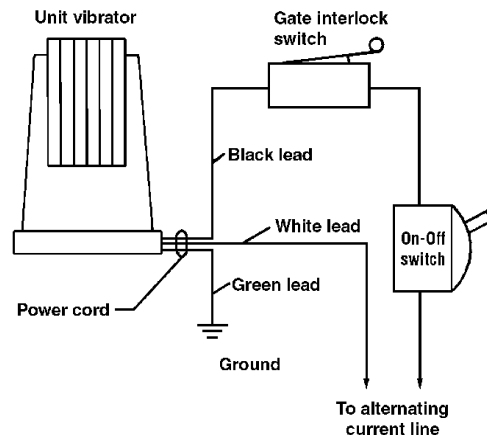 Unit vibrator
Gate interlock
switch
Black lead
White lead
On-Off
switch
Green lead
Power cord
Ground
To alternating
current line